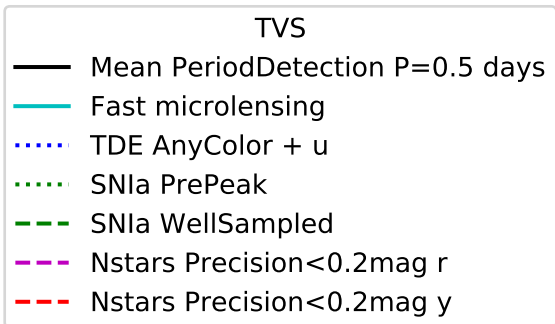 TVS
Mean PeriodDetection P=0.5 days
Fast microlensing
TDE AnyColor + u
SNIa PrePeak
SNIa WellSampled
Nstars Precision<0.2mag r
Nstars Precision<0.2mag y